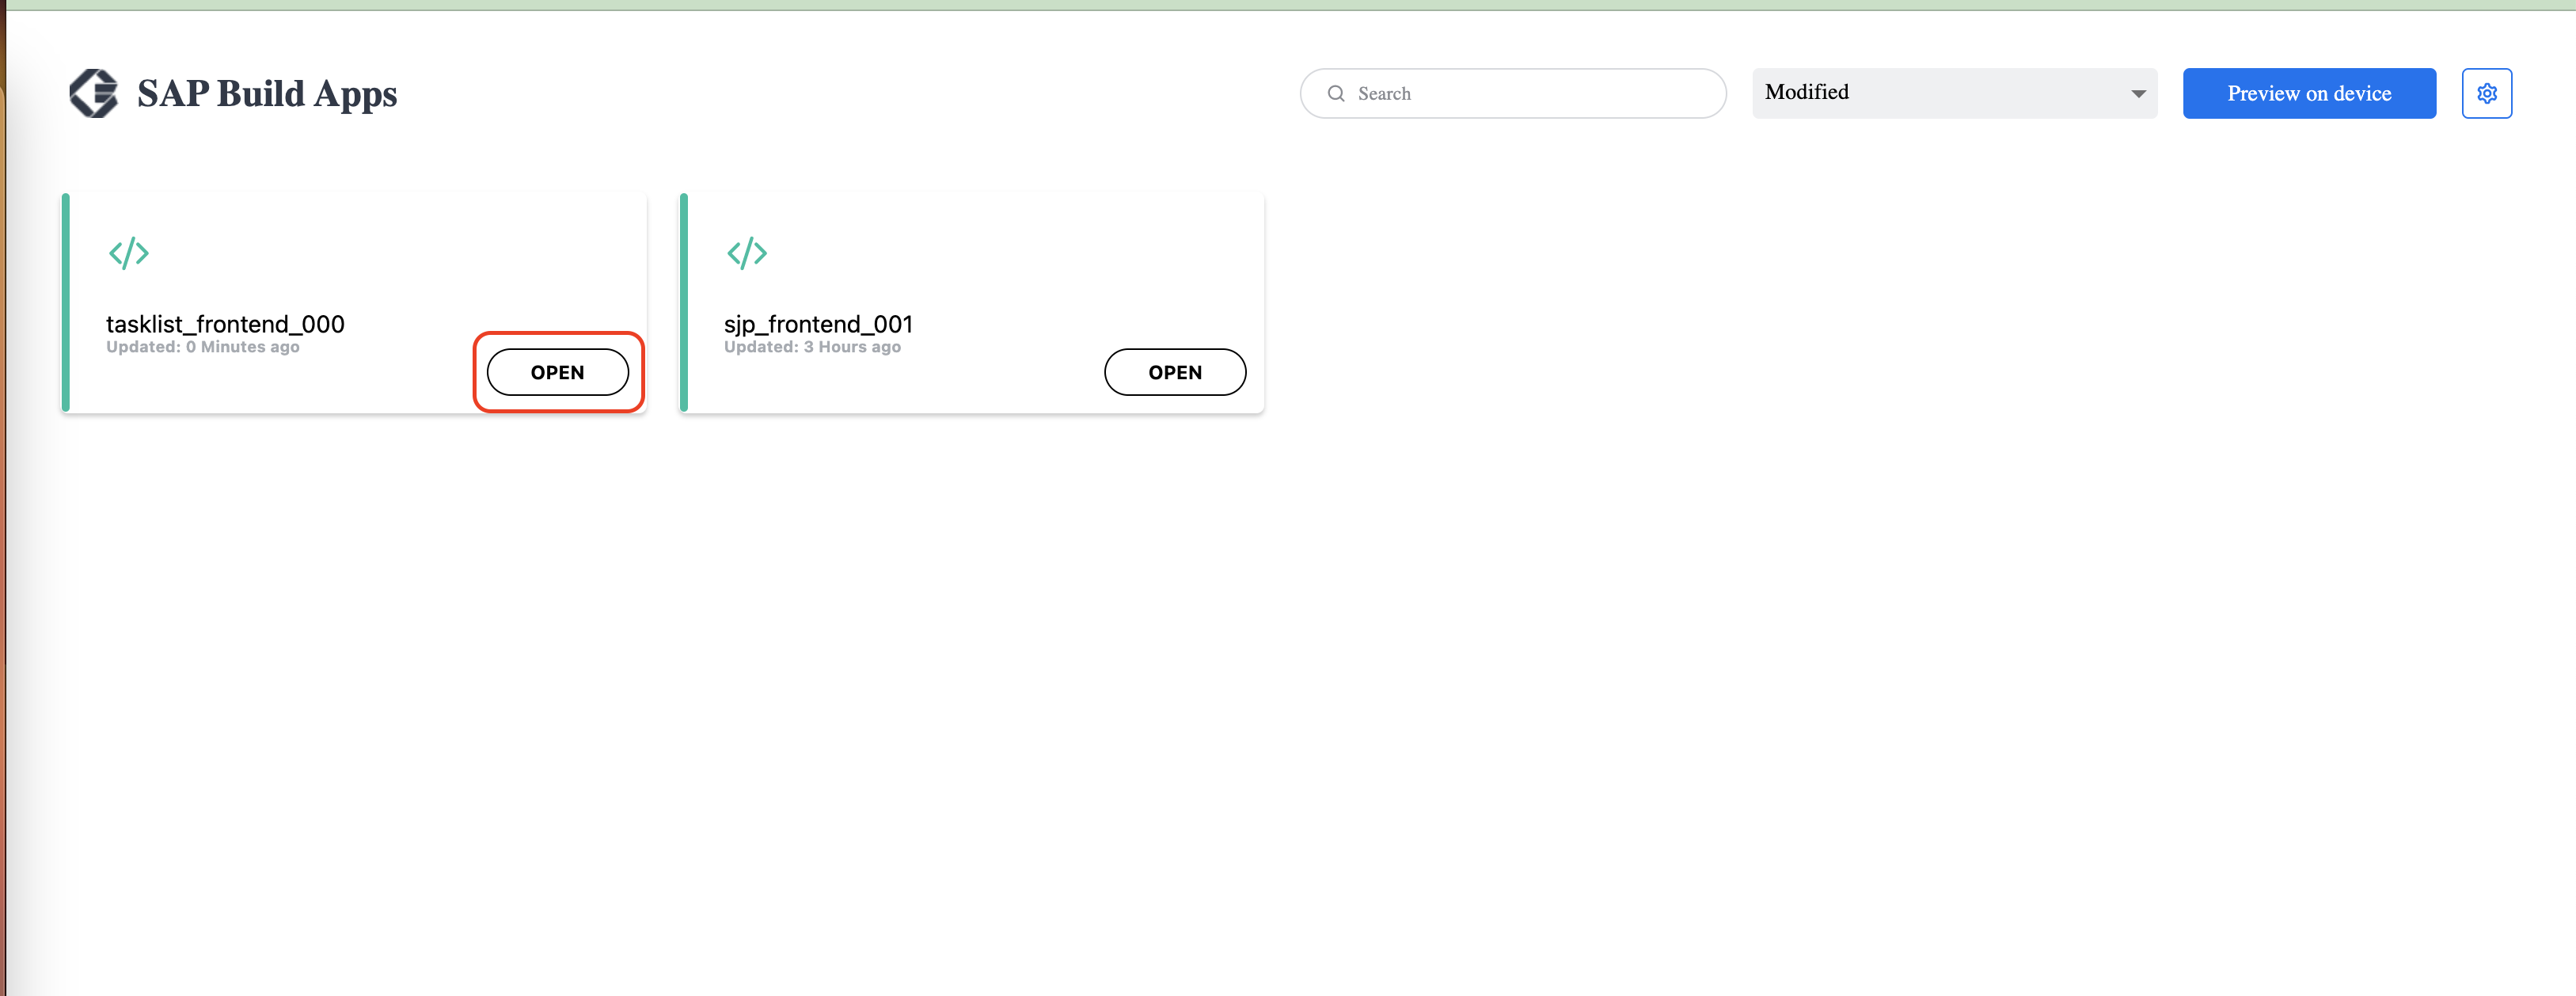 SAP Build Apps
Search
Modified
Preview on device
tasklist_frontend_000
Updated: 0 Minutes ago
OPEN
sjp_frontend_001
Updated: 3 Hours ago
OPEN